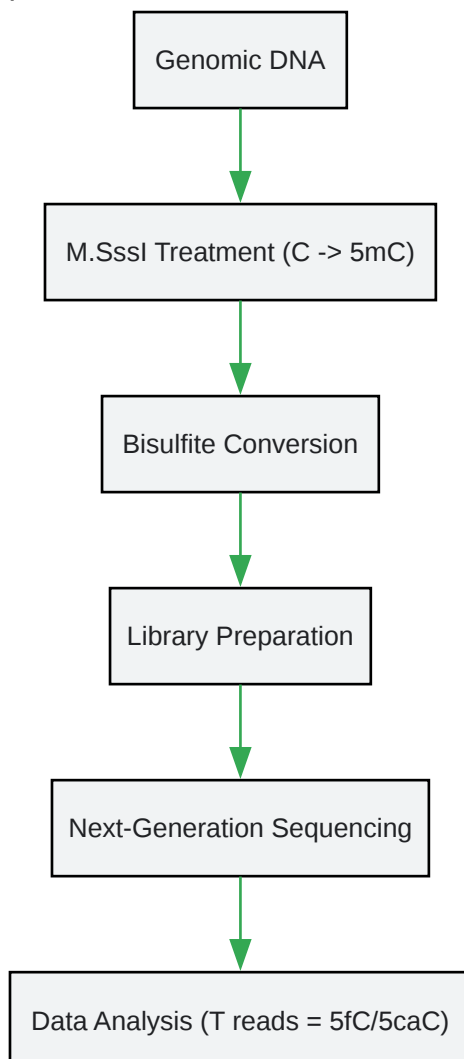 Genomic DNA
M.SssI Treatment (C -> 5mC)
Bisulfite Conversion
Library Preparation
Next-Generation Sequencing
Data Analysis (T reads = 5fC/5caC)